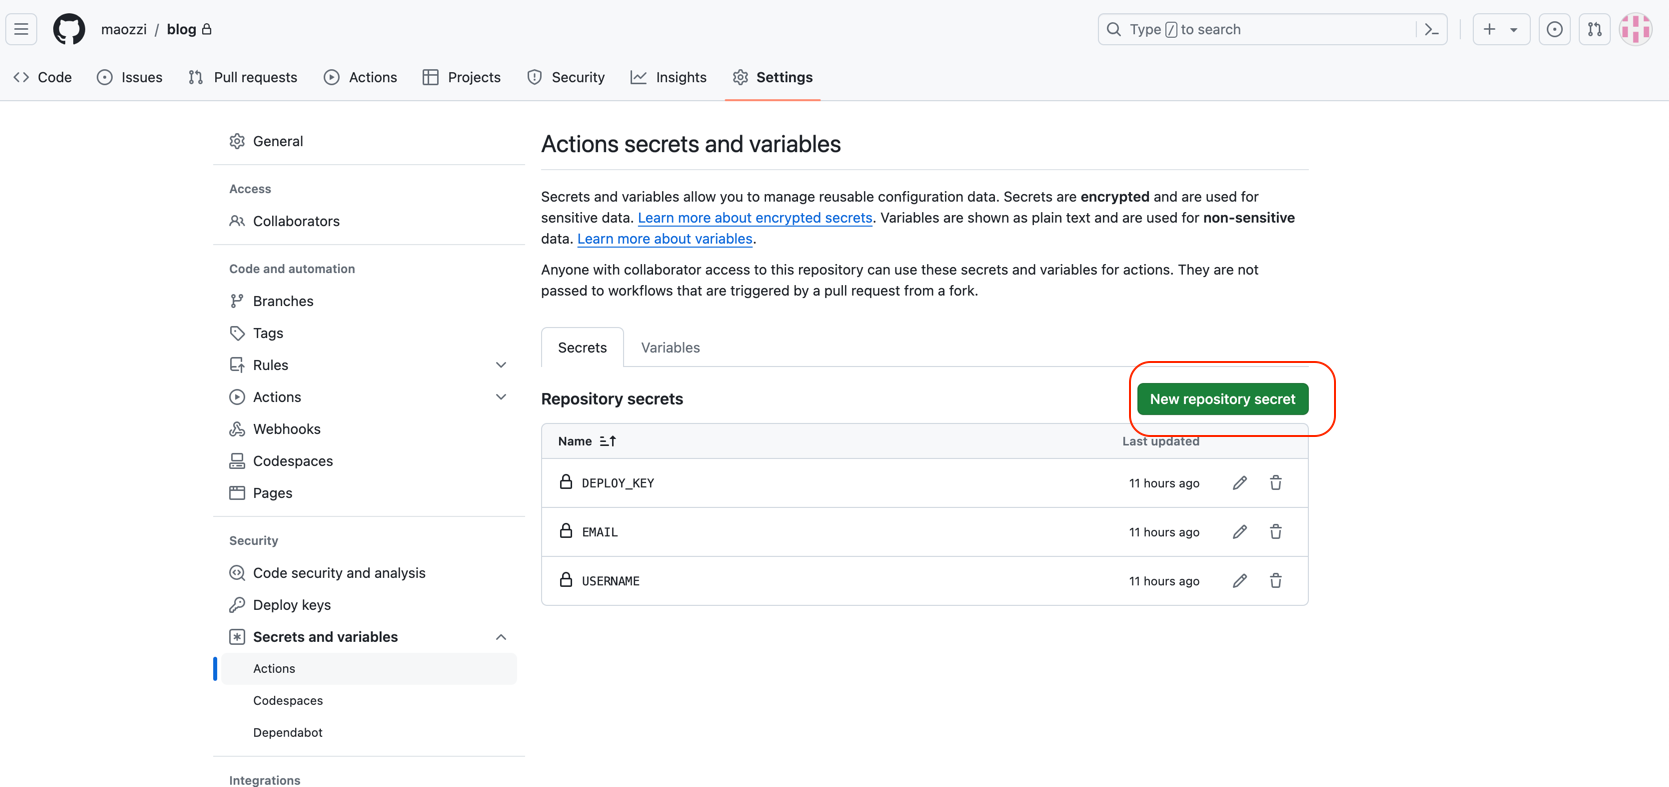 maozzi / blog
Type / to search
Code Issues Pull requests Actions Projects Security Insights Settings
General
Access
Collaborators
Code and automation
Branches
Tags
Rules
Actions
Webhooks
Codespaces
Pages
Security
Code security and analysis
Deploy keys
Secrets and variables
Actions
Codespaces
Dependabot
Integrations
Actions secrets and variables
Secrets and variables allow you to manage reusable configuration data. Secrets are encrypted and are used for
sensitive data. Learn more about encrypted secrets. Variables are shown as plain text and are used for non-sensitive
data. Learn more about variables.
Anyone with collaborator access to this repository can use these secrets and variables for actions. They are not
passed to workflows that are triggered by a pull request from a fork.
Secrets Variables
Repository secrets New repository secret
Name Last updated
DEPLOY_KEY 11 hours ago
EMAIL 11 hours ago
USERNAME 11 hours ago